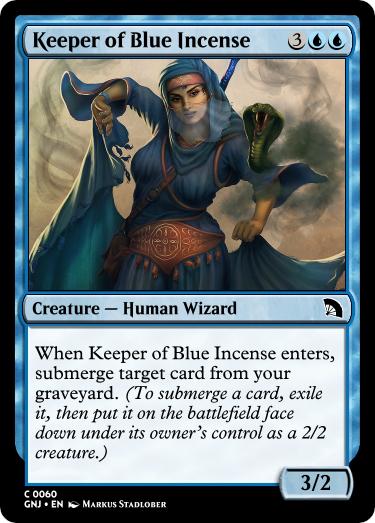 Keeper of Blue Incense 3
Creature — Human Wizard
When Keeper of Blue Incense enters,
submerge target card from your
graveyard. (To submerge a card, exile
it, then put it on the battlefield face
down under its owner's control as a 2/2
creature.)
3/2
C 0060
GNJ • EN Markus Stadlober